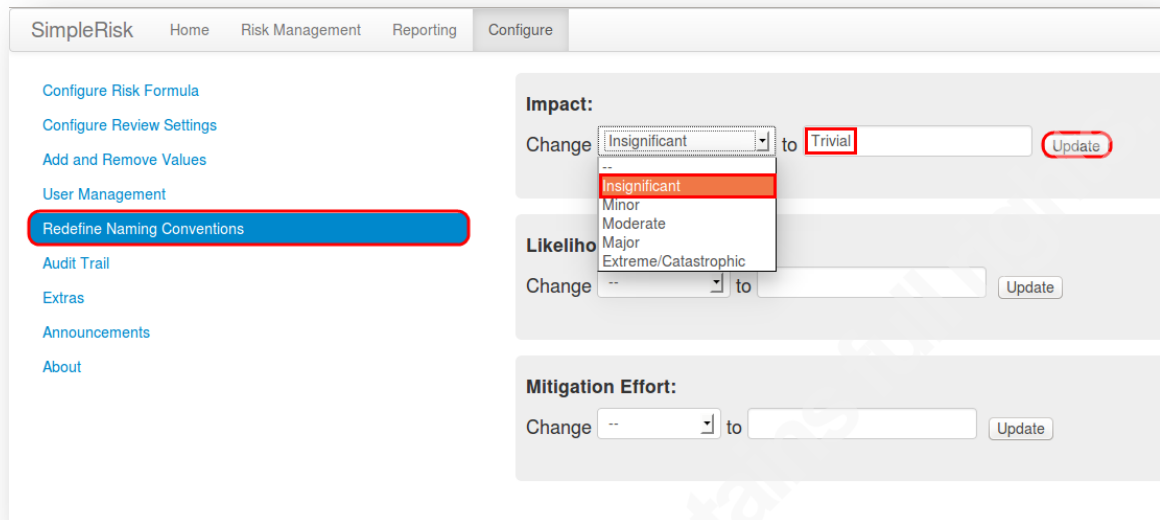 SimpleRisk Home Risk Management Reporting Configure
Configure Risk Formula
Configure Review Settings
Add and Remove Values
User Management
Redefine Naming Conventions
Audit Trail
Extras
Announcements
About
Impact:
Change Insignificant to Trivial Update
--
Insignificant
Minor
Moderate
Major
Extreme/Catastrophic
Likeliho
Change -- to Update
Mitigation Effort:
Change -- to Update